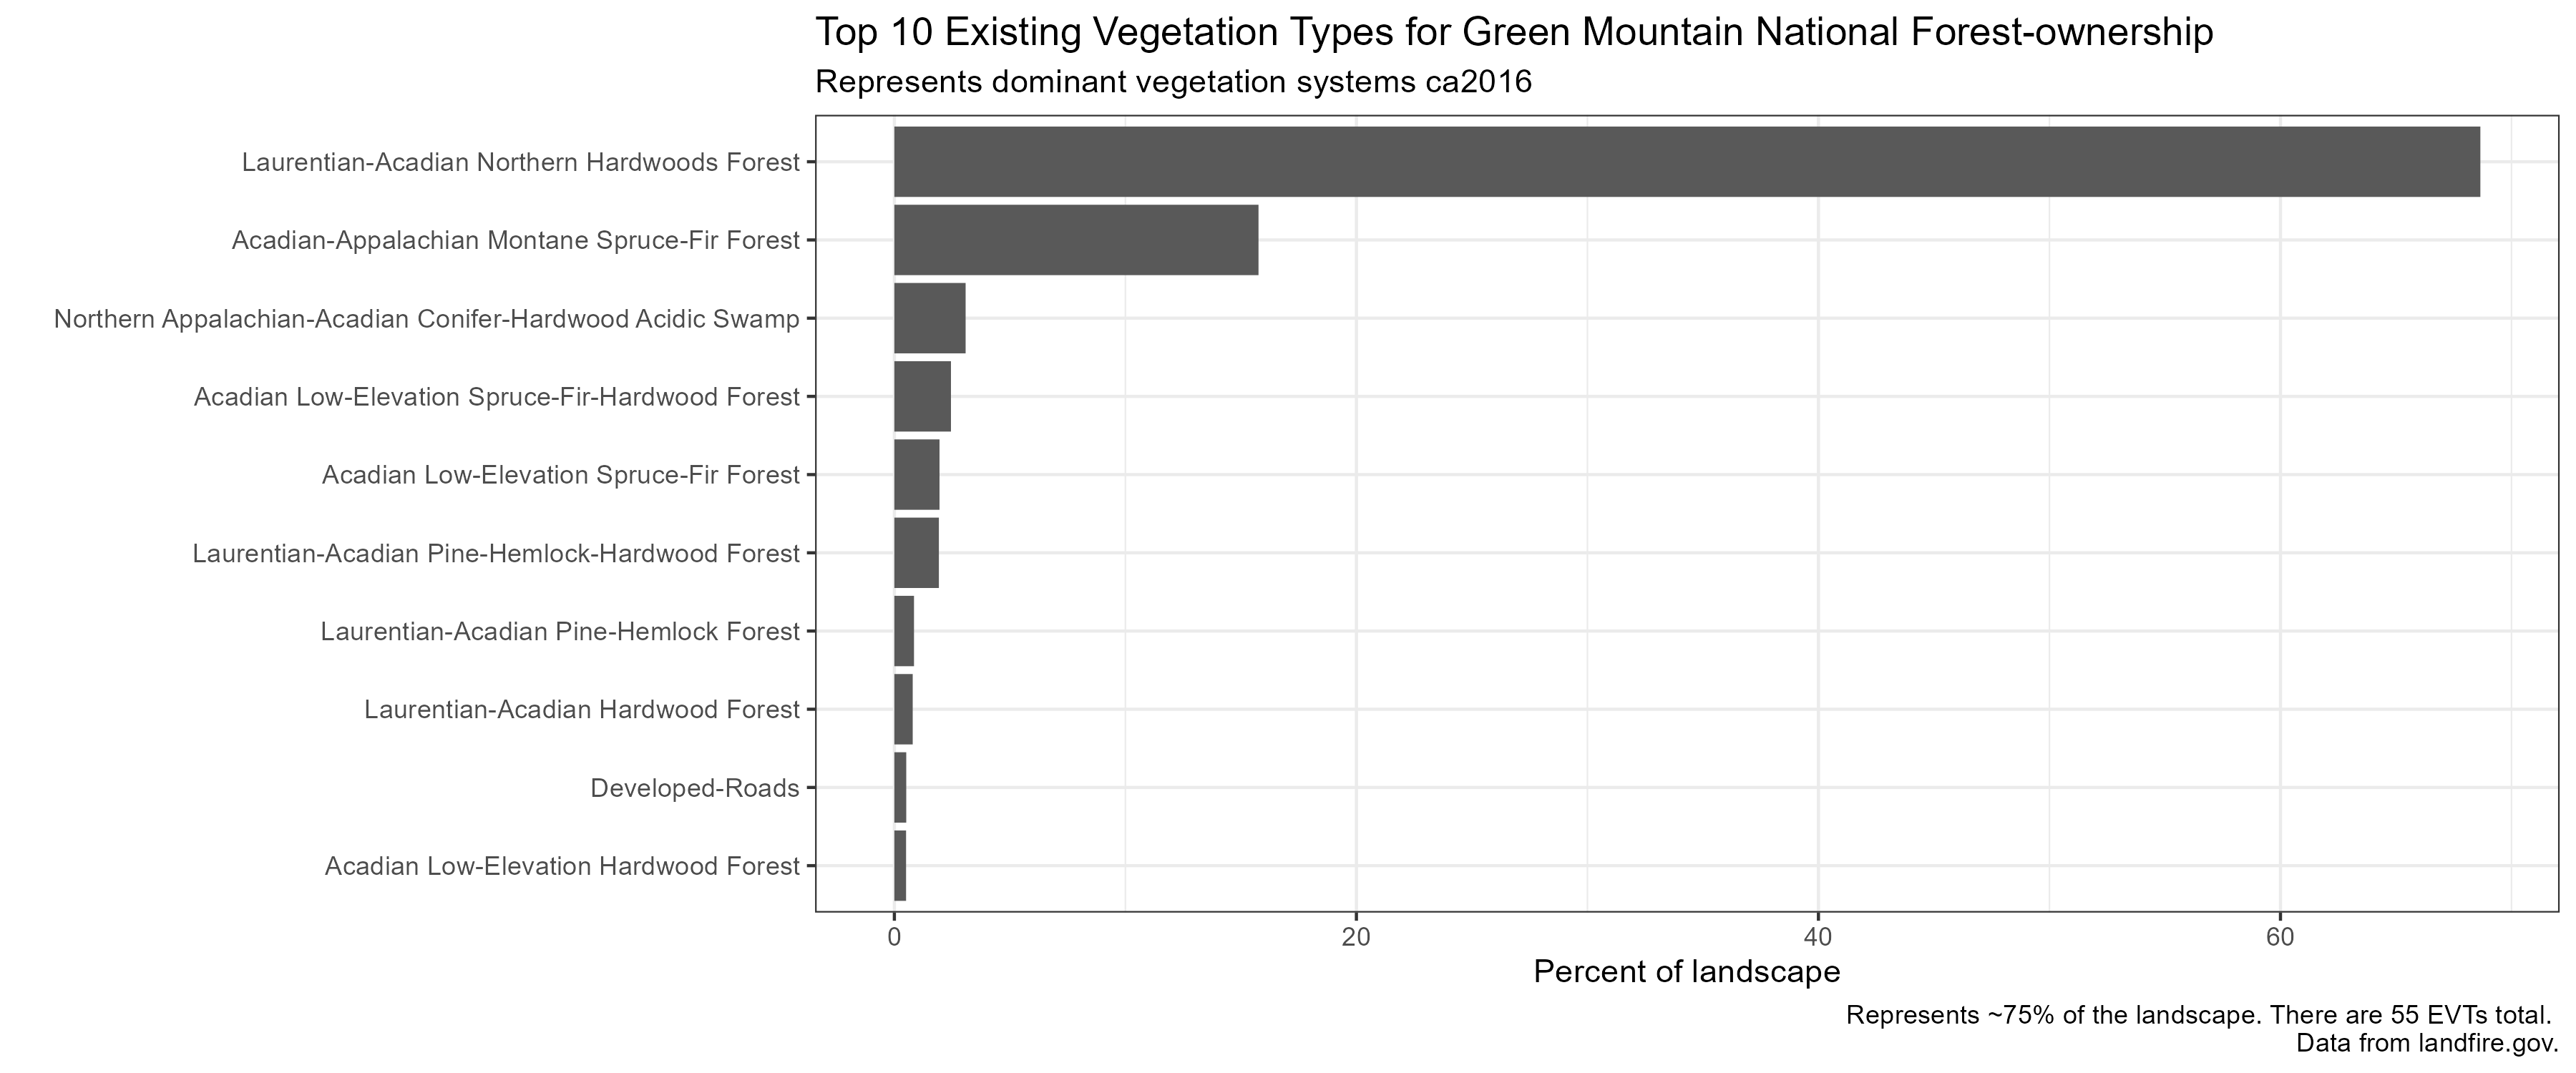 Top 10 Existing Vegetation Types for Green Mountain National Forest-ownership
Represents dominant vegetation systems ca2016
Laurentian-Acadian Northern Hardwoods Forest
Acadian-Appalachian Montane Spruce-Fir Forest
Northern Appalachian-Acadian Conifer-Hardwood Acidic Swamp
Acadian Low-Elevation Spruce-Fir-Hardwood Forest
Acadian Low-Elevation Spruce-Fir Forest
Laurentian-Acadian Pine-Hemlock-Hardwood Forest
Laurentian-Acadian Pine-Hemlock Forest
Laurentian-Acadian Hardwood Forest
Developed-Roads
Acadian Low-Elevation Hardwood Forest
0 20 40 60
Percent of landscape
Represents ~75% of the landscape. There are 55 EVTs total.
Data from landfire.gov.